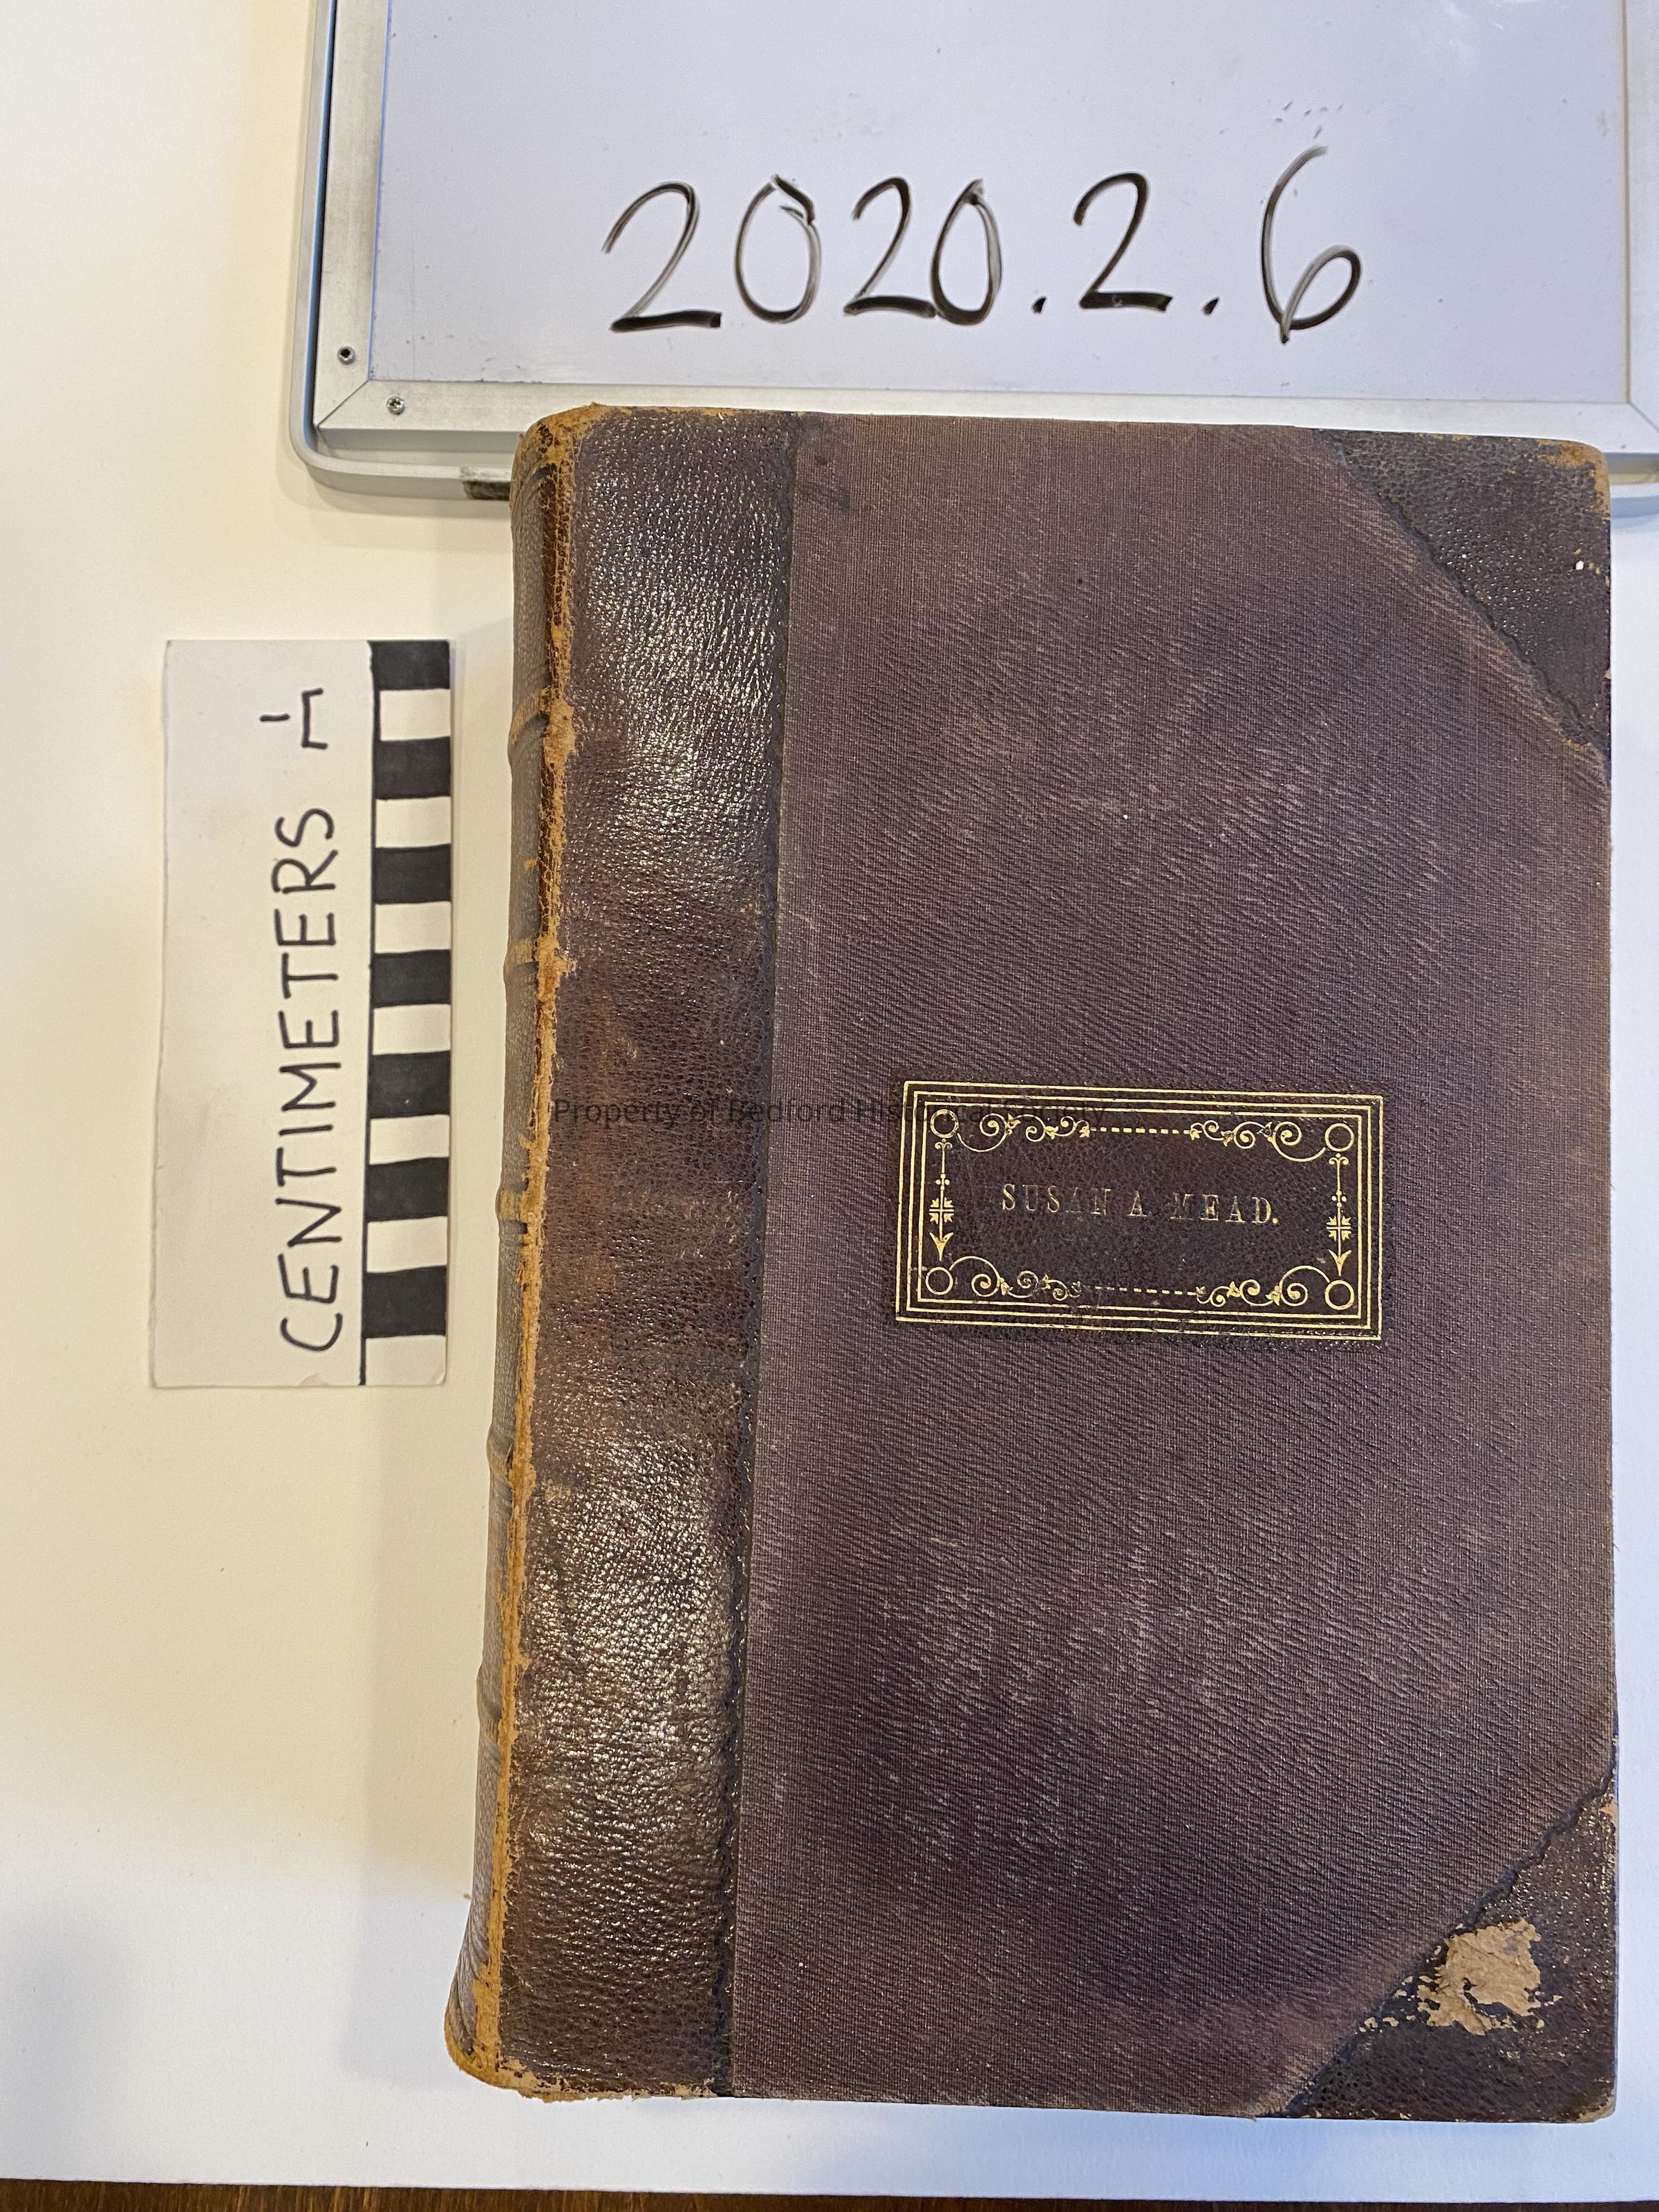 2020.2.6
CENTIMETERS
Property of Bedford Historical Society
SUSAN A. MEAD.